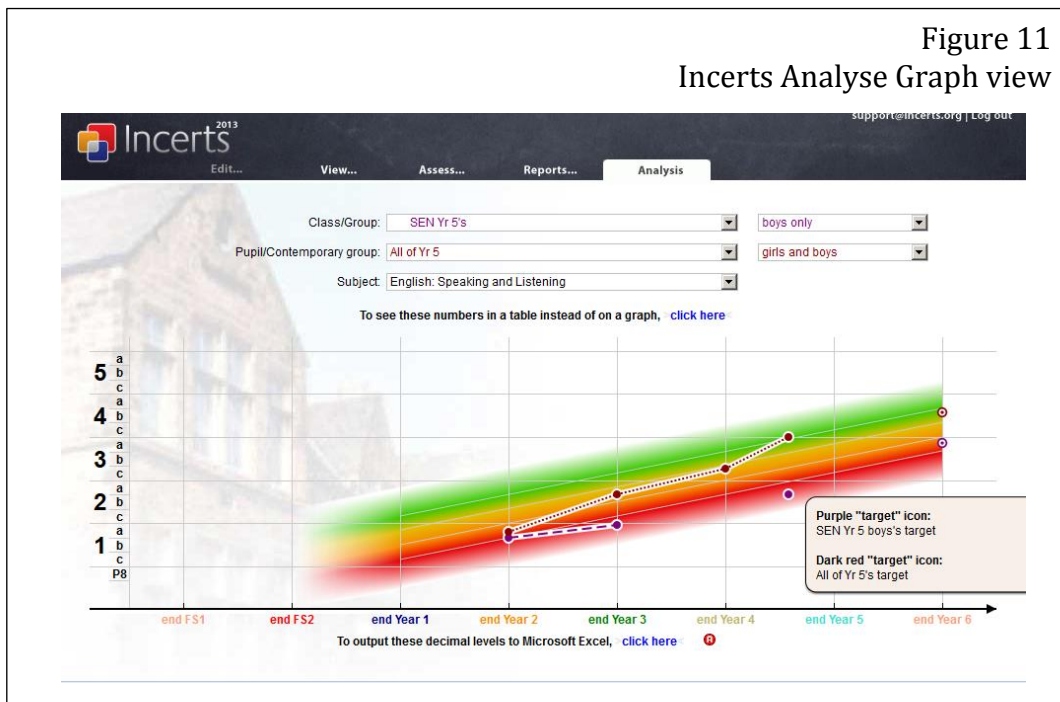 Figure 11
Incerts Analyse Graph view
support@incerts.org | Log out
Incerts 2013
Edit... View... Assess... Reports... Analysis
Class/Group: SEN Yr 5's boys only
Pupil/Contemporary group: All of Yr 5 girls and boys
Subject: English: Speaking and Listening
To see these numbers in a table instead of on a graph, click here
a
5 b
c
a
4 b
c
a
3 b
c
a
2 b
c
a
1 b
c
P8
Purple "target" icon:
SEN Yr 5 boys's target
Dark red "target" icon:
All of Yr 5's target
end FS1 end FS2 end Year 1 end Year 2 end Year 3 end Year 4 end Year 5 end Year 6
To output these decimal levels to Microsoft Excel, click here